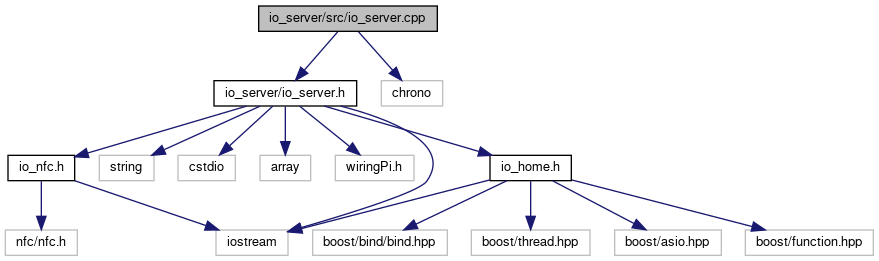 io_server/src/io_server.cpp
io_server/io_server.h
chrono
io_nfc.h
string
cstdio
array
wiringPi.h
io_home.h
nfc/nfc.h
iostream
boost/bind/bind.hpp
boost/thread.hpp
boost/asio.hpp
boost/function.hpp